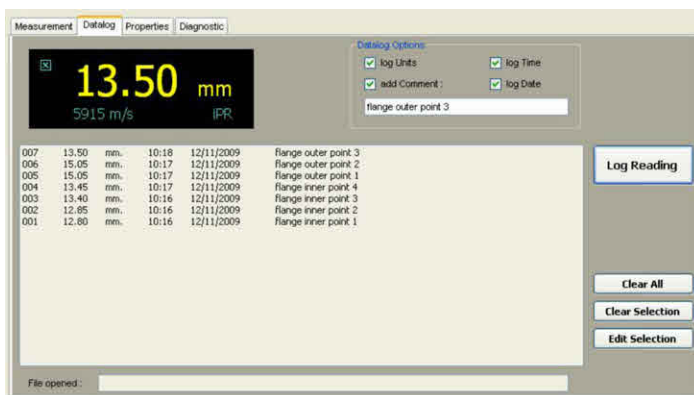 Measurement Datalog Properties Diagnostic
13.50 mm
5915 m/s IPR
Datalog Options
log Units log Time
add Comment : log Date
flange outer point 3
007 13.50 mm. 10:18 12/11/2009 flange outer point 3
006 15.05 mm. 10:17 12/11/2009 flange outer point 2
005 15.05 mm. 10:17 12/11/2009 flange outer point 1
004 13.45 mm. 10:17 12/11/2009 flange inner point 4
003 13.40 mm. 10:16 12/11/2009 flange inner point 3
002 12.85 mm. 10:16 12/11/2009 flange inner point 2
001 12.80 mm. 10:16 12/11/2009 flange inner point 1
Log Reading
Clear All
Clear Selection
Edit Selection
File opened :